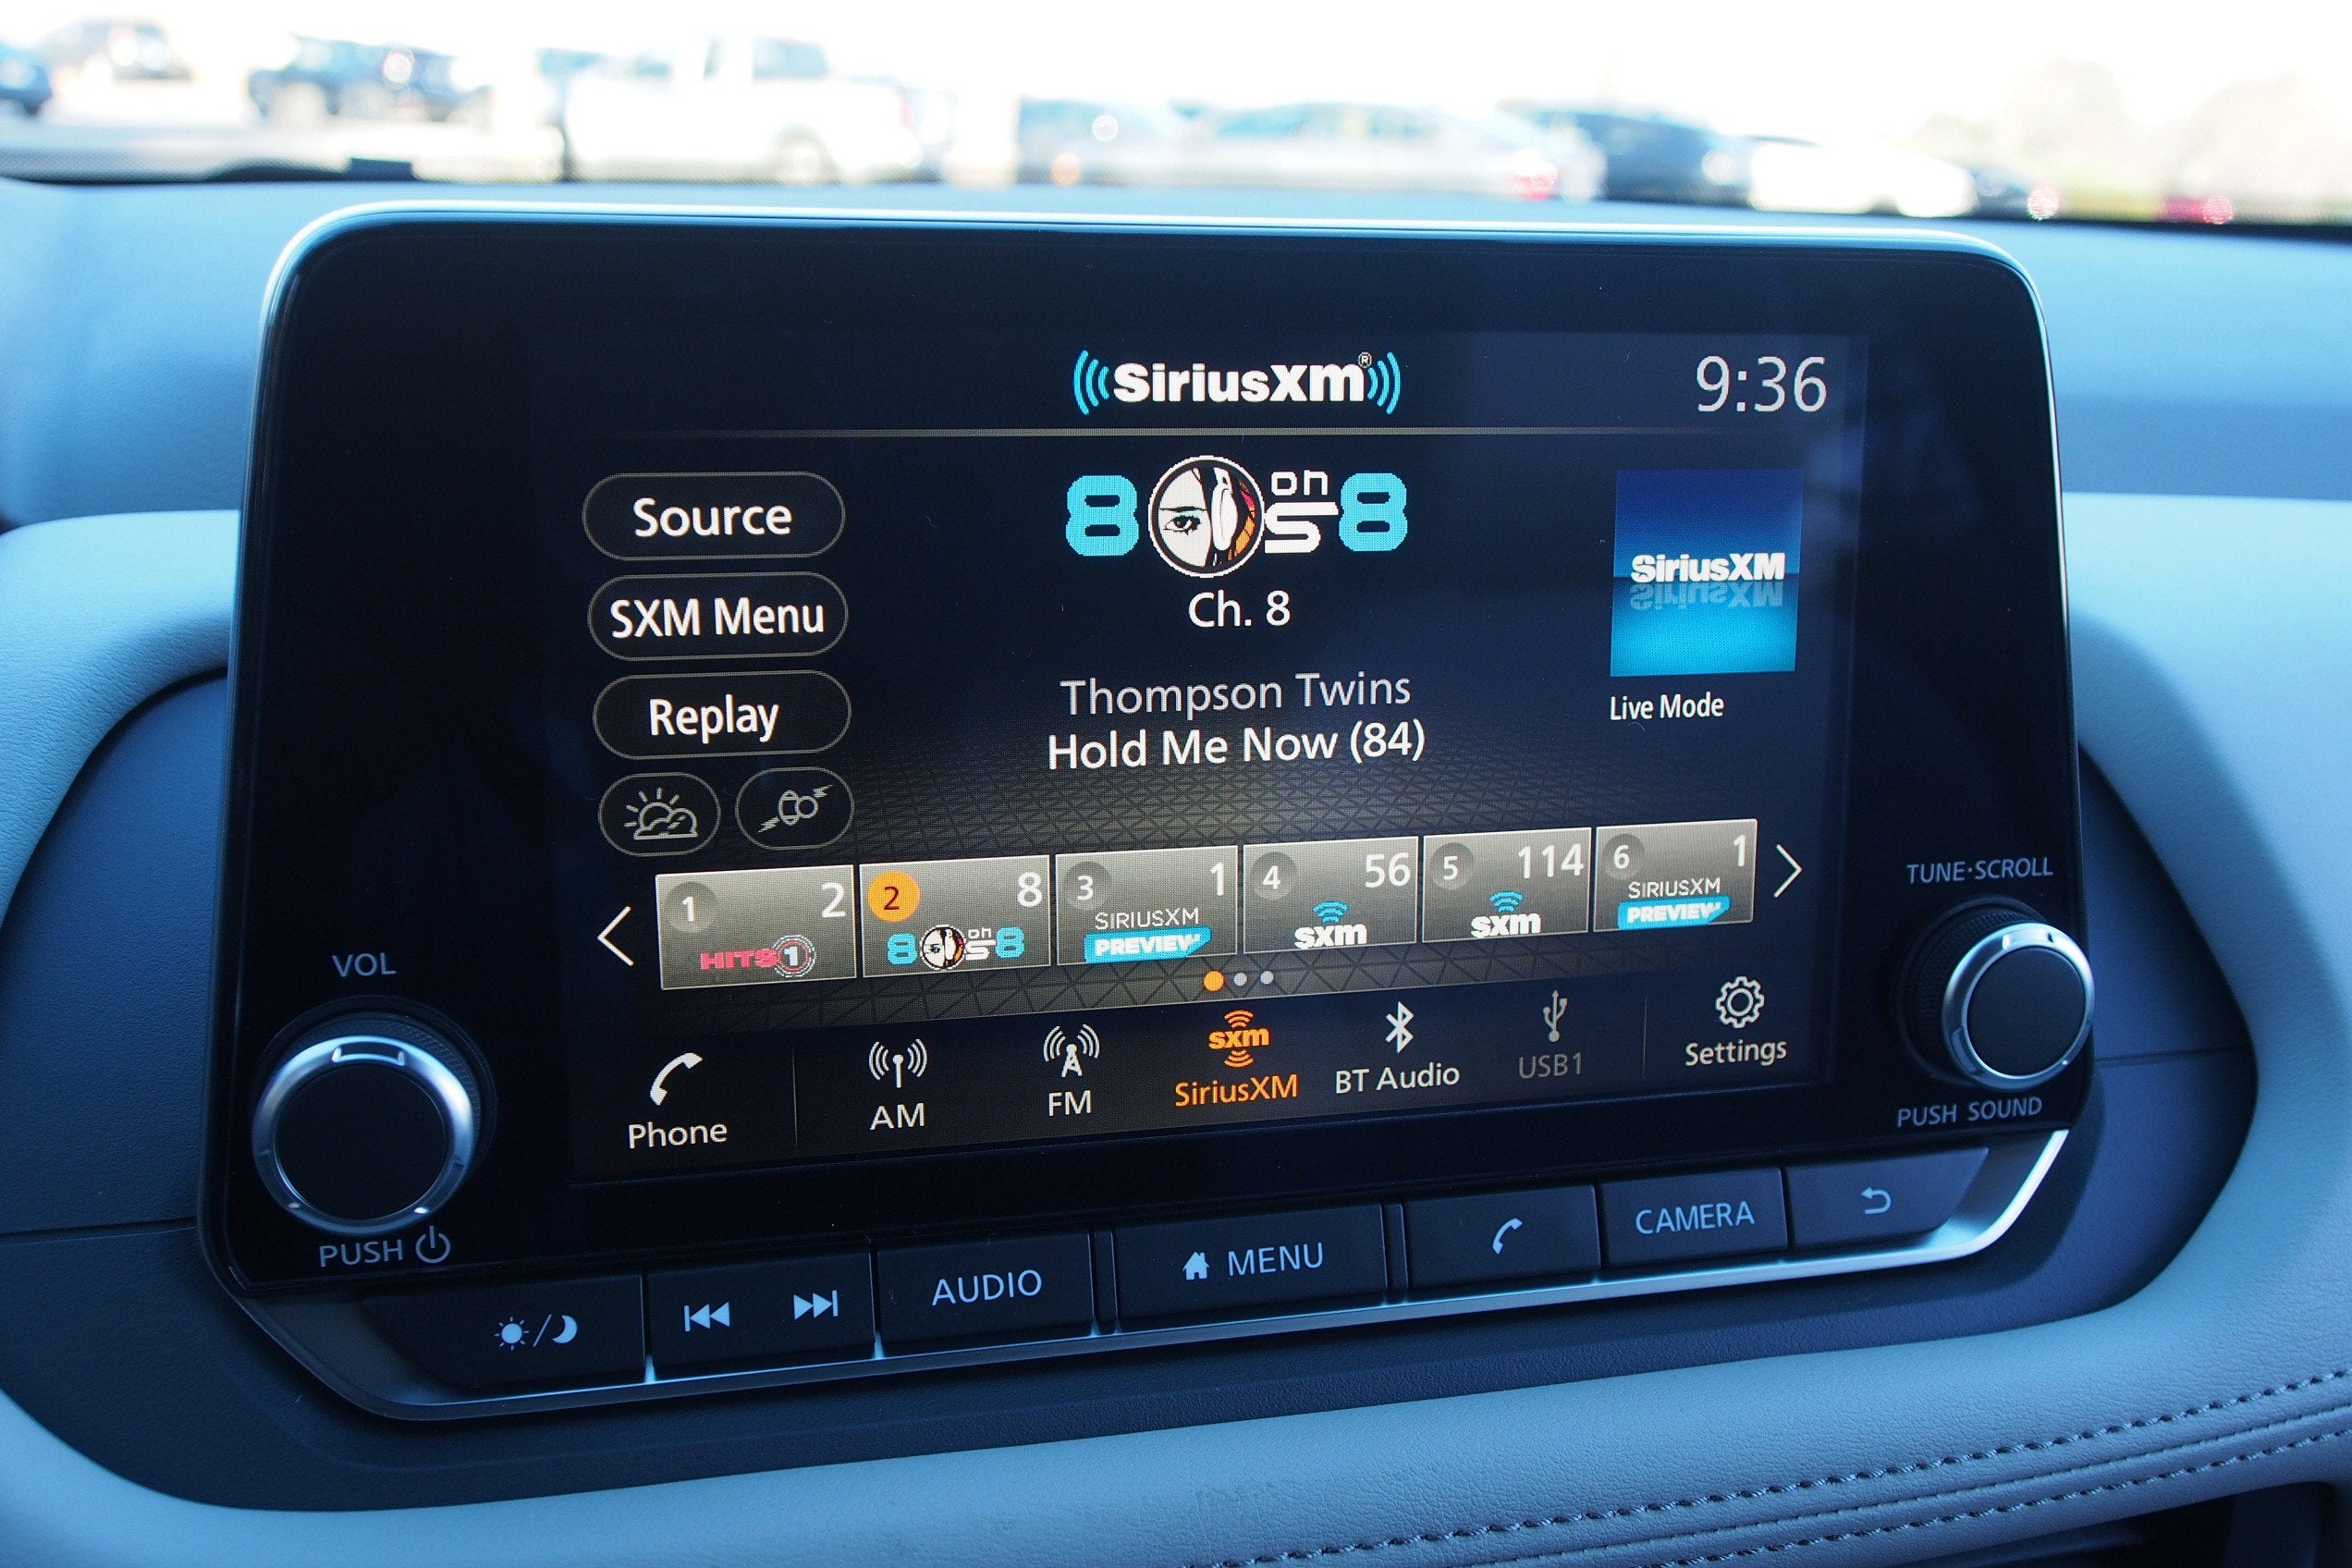 SiriusXM®
9:36
Source
SXM Menu
Replay
80s on 8
Ch. 8
Thompson Twins
Hold Me Now (84)
SiriusXM
Live Mode
1 2
HITS 1
2 8
80s on 8
3 1
SIRIUSXM
PREVIEW
4 56
sxm
5 114
sxm
6 1
SIRIUSXM
PREVIEW
Phone
AM
FM
sxm
SiriusXM
BT Audio
USB1
Settings
VOL
PUSH
TUNE·SCROLL
PUSH SOUND
AUDIO
MENU
CAMERA